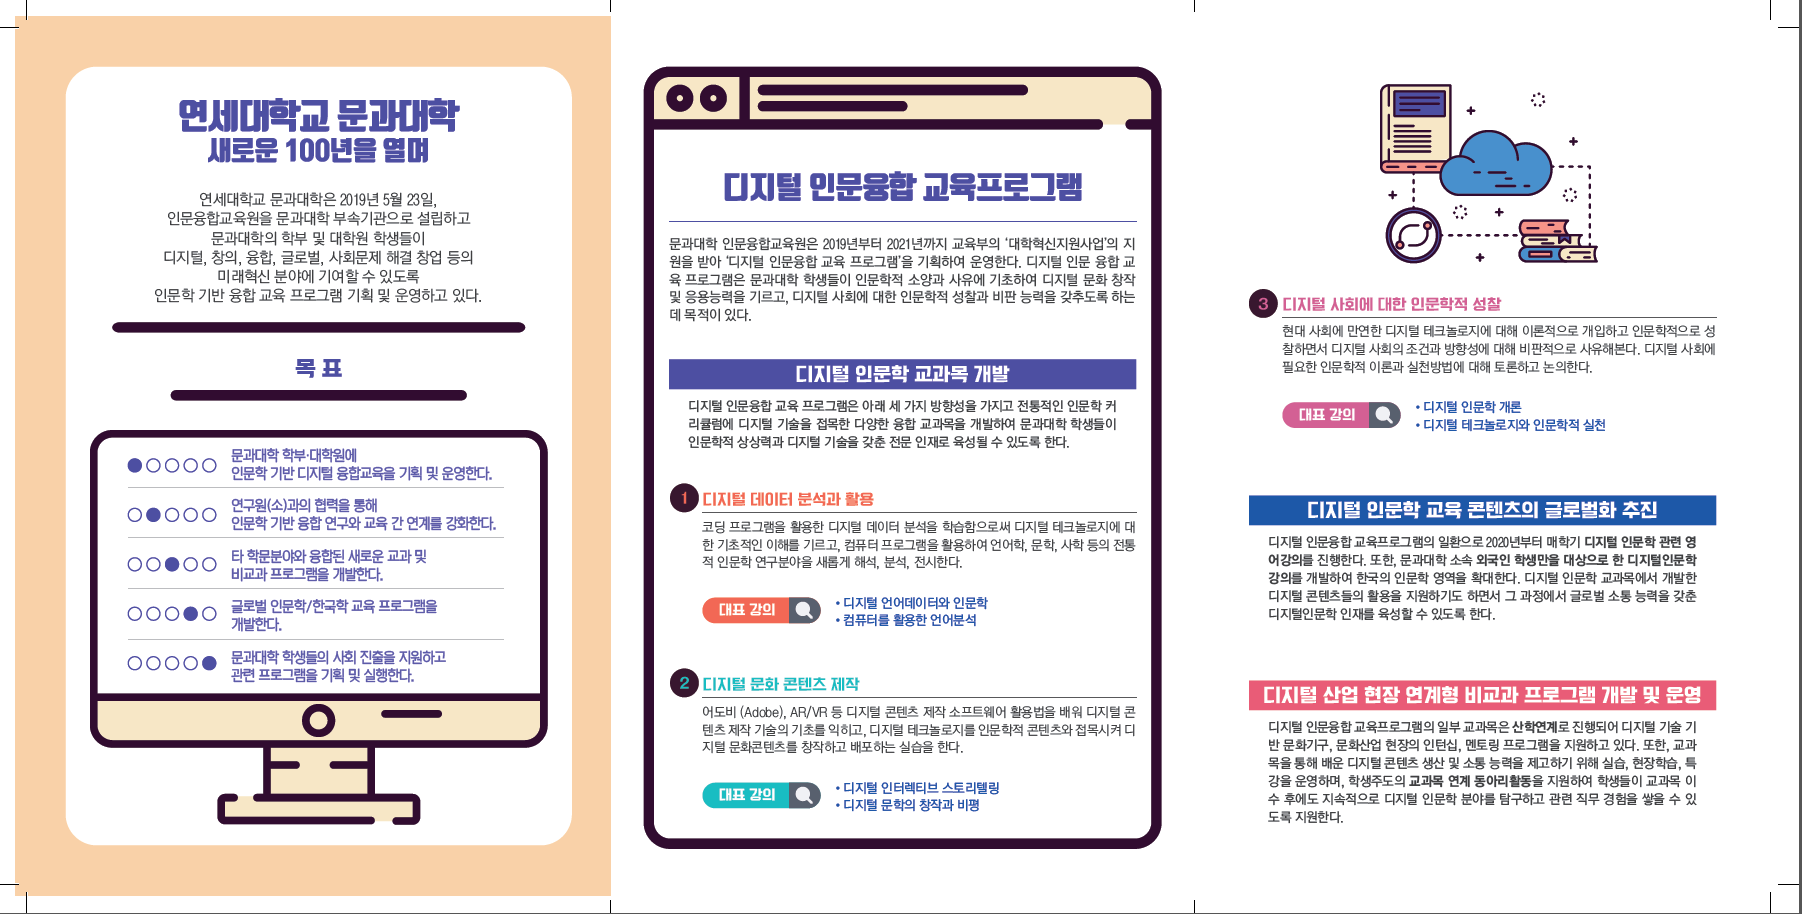 연세대학교 문과대학
새로운 100년을 열며
연세대학교 문과대학은 2019년 5월 23일,
인문융합교육원을 문과대학 부속기관으로 설립하고
문과대학의 학부 및 대학원 학생들이
디지털, 창의, 융합, 글로벌, 사회문제 해결 창업 등의
미래혁신 분야에 기여할 수 있도록
인문학 기반 융합 교육 프로그램 기획 및 운영하고 있다.
목 표
문과대학 학부·대학원에
인문학 기반 디지털 융합교육을 기획 및 운영한다.
연구원(소)과의 협력을 통해
인문학 기반 융합 연구와 교육 간 연계를 강화한다.
타 학문분야와 융합된 새로운 교과 및
비교과 프로그램을 개발한다.
글로벌 인문학/한국학 교육 프로그램을
개발한다.
문과대학 학생들의 사회 진출을 지원하고
관련 프로그램을 기획 및 실행한다.
디지털 인문융합 교육프로그램
문과대학 인문융합교육원은 2019년부터 2021년까지 교육부의 ‘대학혁신지원사업’의 지
원을 받아 ‘디지털 인문융합 교육 프로그램’을 기획하여 운영한다. 디지털 인문 융합 교
육 프로그램은 문과대학 학생들이 인문학적 소양과 사유에 기초하여 디지털 문화 창작
및 응용능력을 기르고, 디지털 사회에 대한 인문학적 성찰과 비판 능력을 갖추도록 하는
데 목적이 있다.
디지털 인문학 교과목 개발
디지털 인문융합 교육 프로그램은 아래 세 가지 방향성을 가지고 전통적인 인문학 커
리큘럼에 디지털 기술을 접목한 다양한 융합 교과목을 개발하여 문과대학 학생들이
인문학적 상상력과 디지털 기술을 갖춘 전문 인재로 육성될 수 있도록 한다.
1 디지털 데이터 분석과 활용
코딩 프로그램을 활용한 디지털 데이터 분석을 학습함으로써 디지털 테크놀로지에 대
한 기초적인 이해를 기르고, 컴퓨터 프로그램을 활용하여 언어학, 문학, 사학 등의 전통
적 인문학 연구분야을 새롭게 해석, 분석, 전시한다.
대표 강의
• 디지털 언어데이터와 인문학
• 컴퓨터를 활용한 언어분석
2 디지털 문화 콘텐츠 제작
어도비 (Adobe), AR/VR 등 디지털 콘텐츠 제작 소프트웨어 활용법을 배워 디지털 콘
텐츠 제작 기술의 기초를 익히고, 디지털 테크놀로지를 인문학적 콘텐츠와 접목시켜 디
지털 문화콘텐츠를 창작하고 배포하는 실습을 한다.
대표 강의
• 디지털 인터렉티브 스토리텔링
• 디지털 문학의 창작과 비평
3 디지털 사회에 대한 인문학적 성찰
현대 사회에 만연한 디지털 테크놀로지에 대해 이론적으로 개입하고 인문학적으로 성
찰하면서 디지털 사회의 조건과 방향성에 대해 비판적으로 사유해본다. 디지털 사회에
필요한 인문학적 이론과 실천방법에 대해 토론하고 논의한다.
대표 강의
• 디지털 인문학 개론
• 디지털 테크놀로지와 인문학적 실천
디지털 인문학 교육 콘텐츠의 글로벌화 추진
디지털 인문융합 교육프로그램의 일환으로 2020년부터 매학기 디지털 인문학 관련 영
어강의를 진행한다. 또한, 문과대학 소속 외국인 학생만을 대상으로 한 디지털인문학
강의를 개발하여 한국의 인문학 영역을 확대한다. 디지털 인문학 교과목에서 개발한
디지털 콘텐츠들의 활용을 지원하기도 하면서 그 과정에서 글로벌 소통 능력을 갖춘
디지털인문학 인재를 육성할 수 있도록 한다.
디지털 산업 현장 연계형 비교과 프로그램 개발 및 운영
디지털 인문융합 교육프로그램의 일부 교과목은 산학연계로 진행되어 디지털 기술 기
반 문화기구, 문화산업 현장의 인턴십, 멘토링 프로그램을 지원하고 있다. 또한, 교과
목을 통해 배운 디지털 콘텐츠 생산 및 소통 능력을 제고하기 위해 실습, 현장학습, 특
강을 운영하며, 학생주도의 교과목 연계 동아리활동을 지원하여 학생들이 교과목 이
수 후에도 지속적으로 디지털 인문학 분야를 탐구하고 관련 직무 경험을 쌓을 수 있
도록 지원한다.